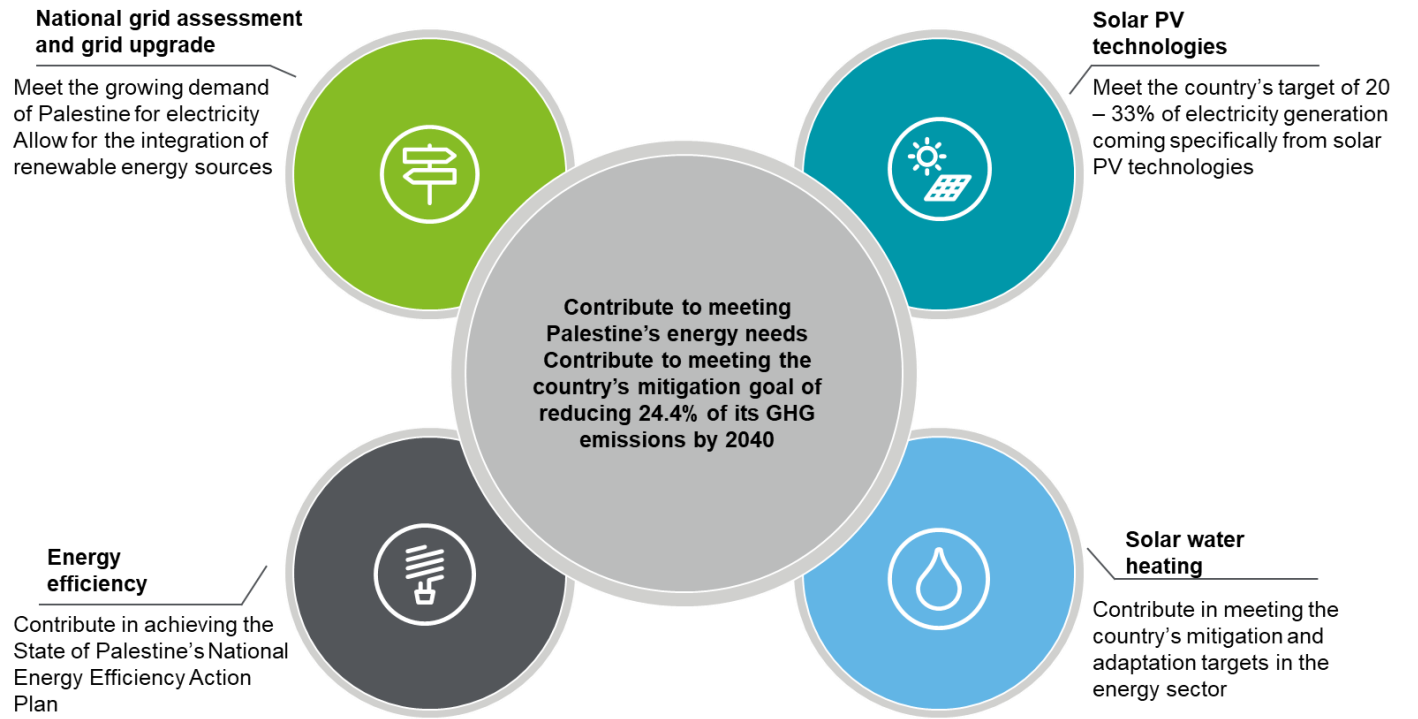 National grid assessment
and grid upgrade
Meet the growing demand
of Palestine for electricity
Allow for the integration of
renewable energy sources
Solar PV
technologies
Meet the country’s target of 20
– 33% of electricity generation
coming specifically from solar
PV technologies
Contribute to meeting
Palestine’s energy needs
Contribute to meeting the
country’s mitigation goal of
reducing 24.4% of its GHG
emissions by 2040
Energy
efficiency
Contribute in achieving the
State of Palestine’s National
Energy Efficiency Action
Plan
Solar water
heating
Contribute in meeting the
country’s mitigation and
adaptation targets in the
energy sector